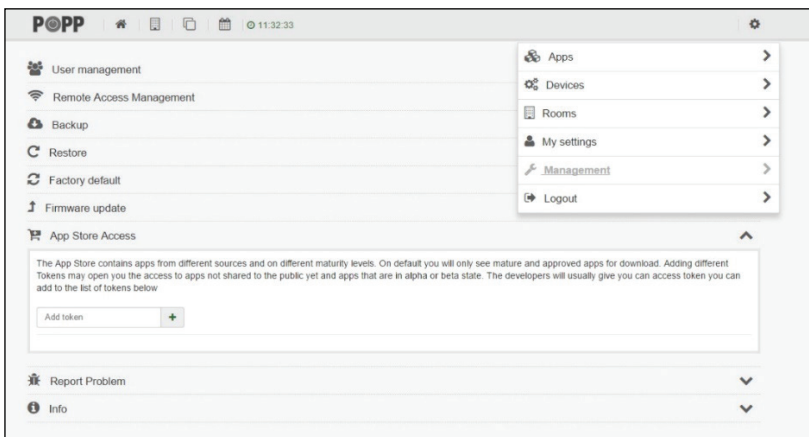 POPP 11:32:33
User management
Remote Access Management
Backup
Restore
Factory default
Firmware update
App Store Access
The App Store contains apps from different sources and on different maturity levels. On default you will only see mature and approved apps for download. Adding different
Tokens may open you the access to apps not shared to the public yet and apps that are in alpha or beta state. The developers will usually give you can access token you can
add to the list of tokens below
Add token
Report Problem
Info
Apps
Devices
Rooms
My settings
Management
Logout